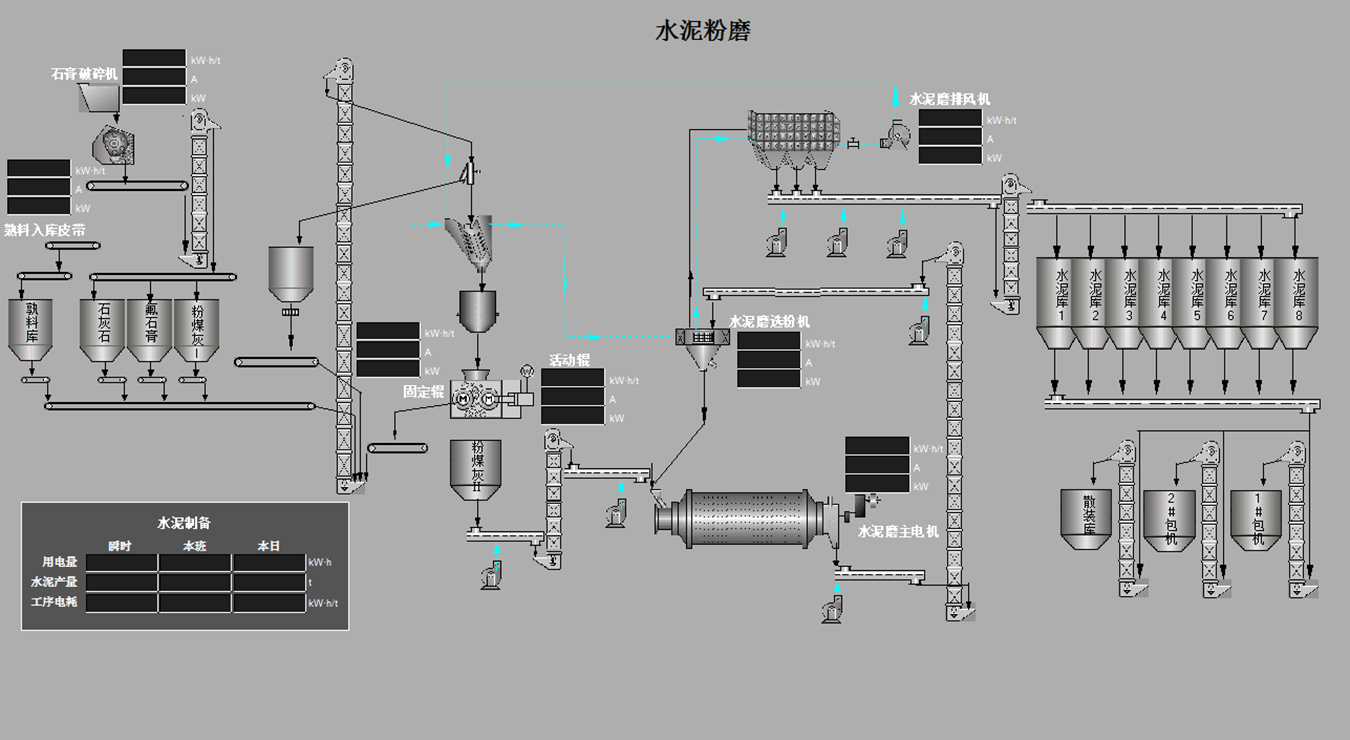 水泥粉磨
石膏破碎机
kW·h/t
A
kW
kW·h/t
A
kW
熟料入库皮带
熟料库
石灰石
氟石膏
粉煤灰I
kW·h/t
A
kW
固定辊
活动辊
kW·h/t
A
kW
W
M
M
粉煤灰II
水泥磨排风机
kW·h/t
A
kW
水泥磨选粉机
kW·h/t
A
kW
kW·h/t
A
kW
水泥磨主电机
水泥库1
水泥库2
水泥库3
水泥库4
水泥库5
水泥库6
水泥库7
水泥库8
散装库
2#包机
1#包机
水泥制备
瞬时 本班 本日
用电量 kW·h
水泥产量 t
工序电耗 kW·h/t